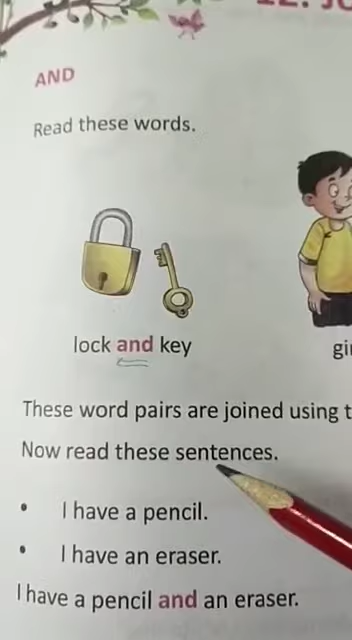 AND
Read these words.
lock and key
These word pairs are joined using
Now read these sentences.
• I have a pencil.
• I have an eraser.
I have a pencil and an eraser.